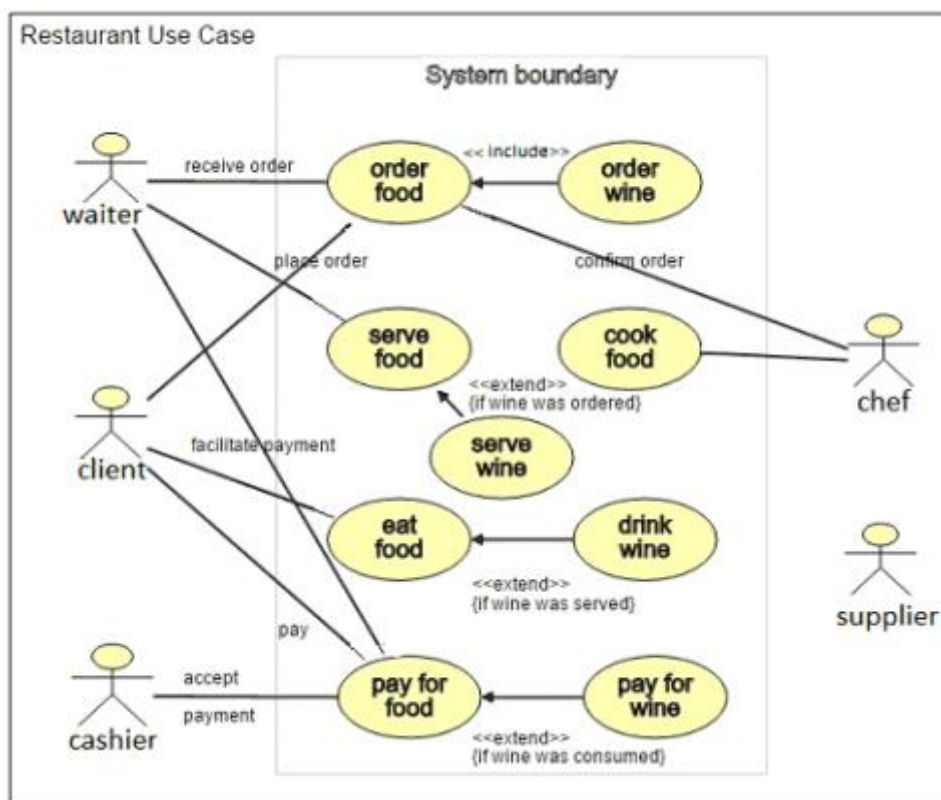 Restaurant Use Case
System boundary
<< include>>
receive order
order
food
order
wine
waiter
place order
confirm order
serve
food
cook
food
<<extend>>
{if wine was ordered}
chef
facilitate payment
client
serve
wine
eat
food
drink
wine
<<extend>>
{if wine was served}
supplier
pay
accept
payment
pay for
food
pay for
wine
cashier
<<extend>>
{if wine was consumed}